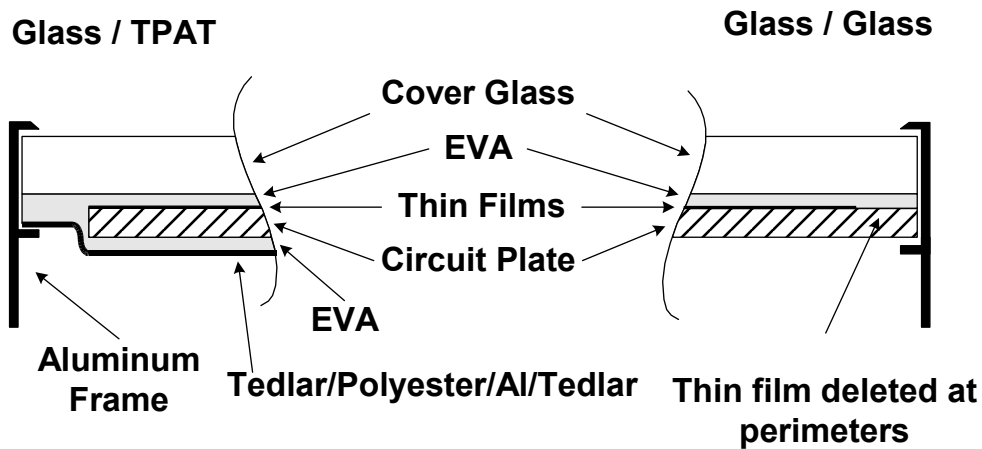 Glass / TPAT
Glass / Glass
Cover Glass
EVA
Thin Films
Circuit Plate
EVA
Aluminum
Frame
Tedlar/Polyester/Al/Tedlar
Thin film deleted at
perimeters